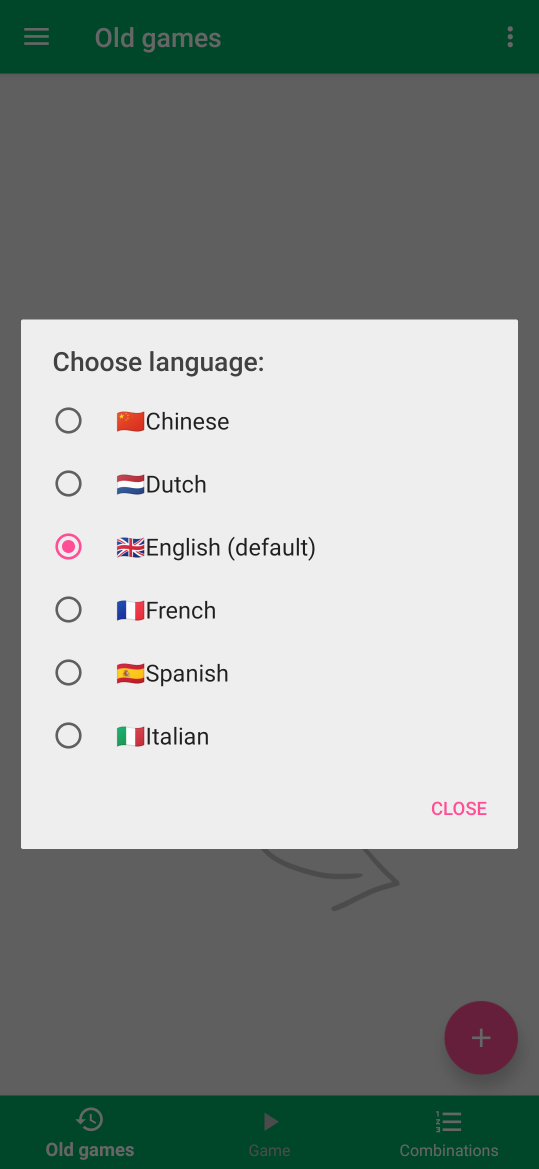 Old games
Choose language:
🇨🇳Chinese
🇳🇱Dutch
🇬🇧English (default)
🇫🇷French
🇪🇸Spanish
🇮🇹Italian
CLOSE
Old games
Game
Combinations